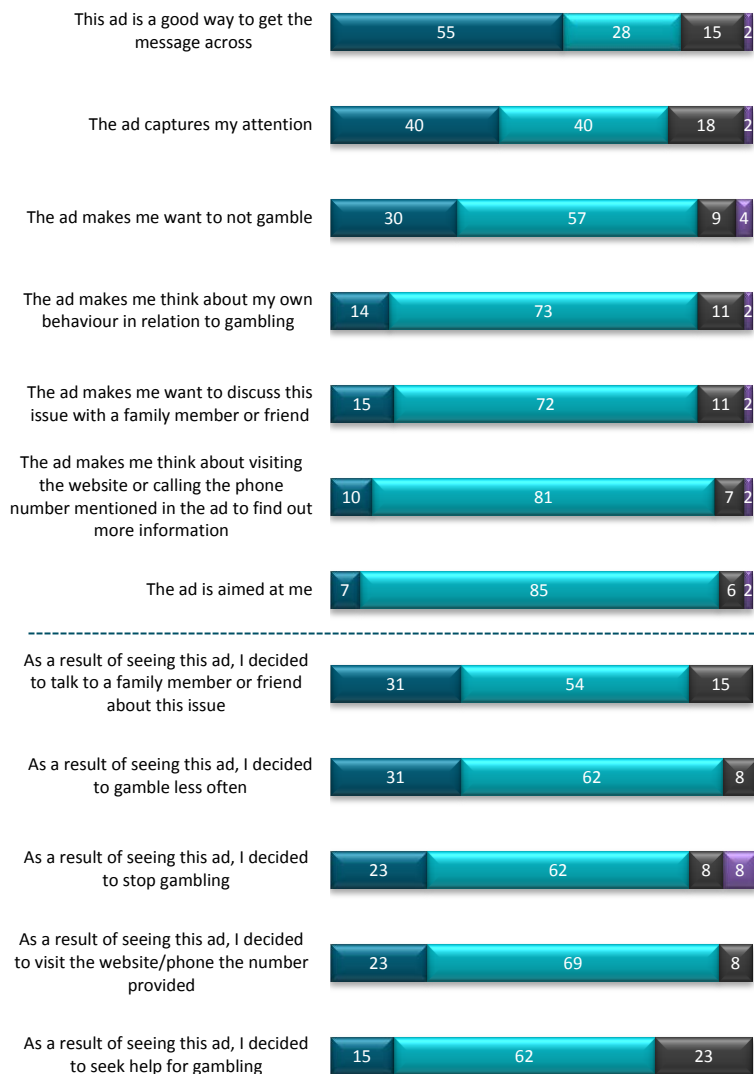 This ad is a good way to get the
message across
55 28 15 2
The ad captures my attention
40 40 18 2
The ad makes me want to not gamble
30 57 9 4
The ad makes me think about my own
behaviour in relation to gambling
14 73 11 2
The ad makes me want to discuss this
issue with a family member or friend
15 72 11 2
The ad makes me think about visiting
the website or calling the phone
number mentioned in the ad to find out
more information
10 81 7 2
The ad is aimed at me
7 85 6 2
As a result of seeing this ad, I decided
to talk to a family member or friend
about this issue
31 54 15
As a result of seeing this ad, I decided
to gamble less often
31 62 8
As a result of seeing this ad, I decided
to stop gambling
23 62 8 8
As a result of seeing this ad, I decided
to visit the website/phone the number
provided
23 69 8
As a result of seeing this ad, I decided
to seek help for gambling
15 62 23